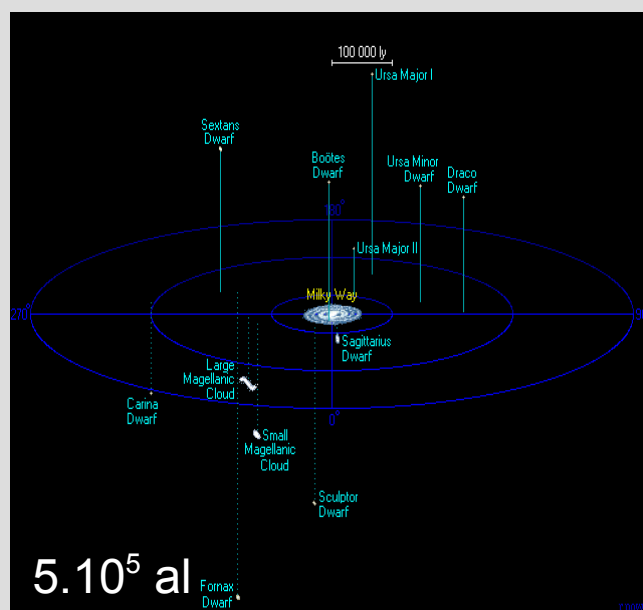 100 000 ly
Ursa Major I
Sextans
Dwarf
Boötes
Dwarf
Ursa Minor
Dwarf
Draco
Dwarf
180°
Ursa Major II
Milky Way
270°
Sagittarius
Dwarf
Large
Magellanic
Cloud
Carina
Dwarf
0°
Small
Magellanic
Cloud
Sculptor
Dwarf
5.10⁵ al
Fornax
Dwarf